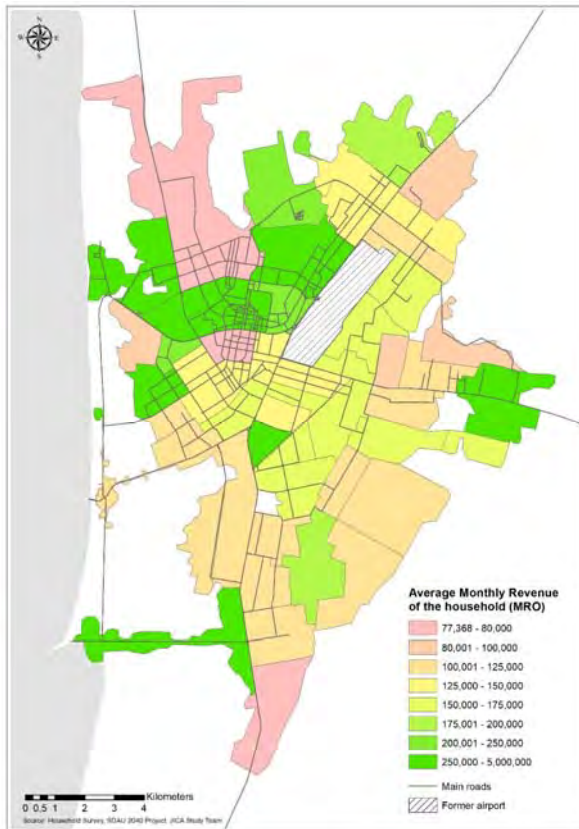 N
W E
S
Average Monthly Revenue
of the household (MRO)
77,368 - 80,000
80,001 - 100,000
100,001 - 125,000
125,000 - 150,000
150,000 - 175,000
175,001 - 200,000
200,001 - 250,000
250,000 - 5,000,000
Main roads
Former airport
Kilometers
0 0.5 1 2 3 4
Source: Household Survey, SDAU 2040 Project, JICA Study Team